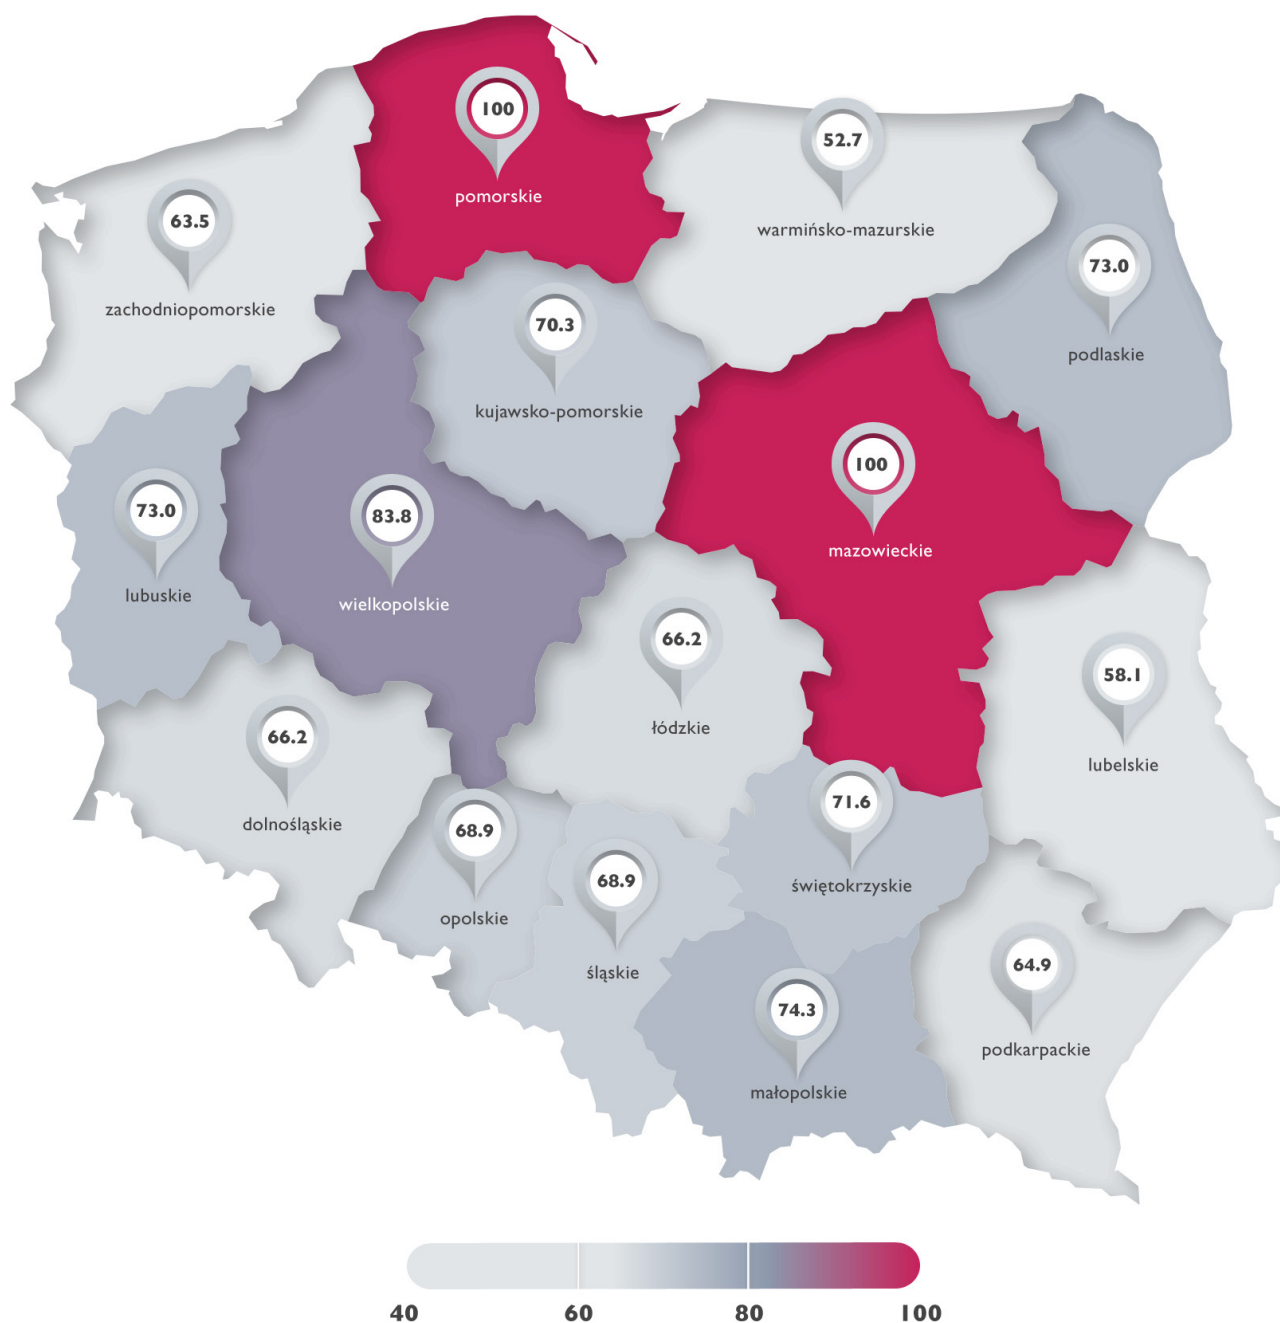 100
pomorskie
52.7
warmińsko-mazurskie
63.5
zachodniopomorskie
73.0
podlaskie
70.3
kujawsko-pomorskie
100
mazowieckie
73.0
lubuskie
83.8
wielkopolskie
66.2
łódzkie
58.1
lubelskie
66.2
dolnośląskie
71.6
świętokrzyskie
68.9
opolskie
68.9
śląskie
64.9
podkarpackie
74.3
małopolskie
40 60 80 100